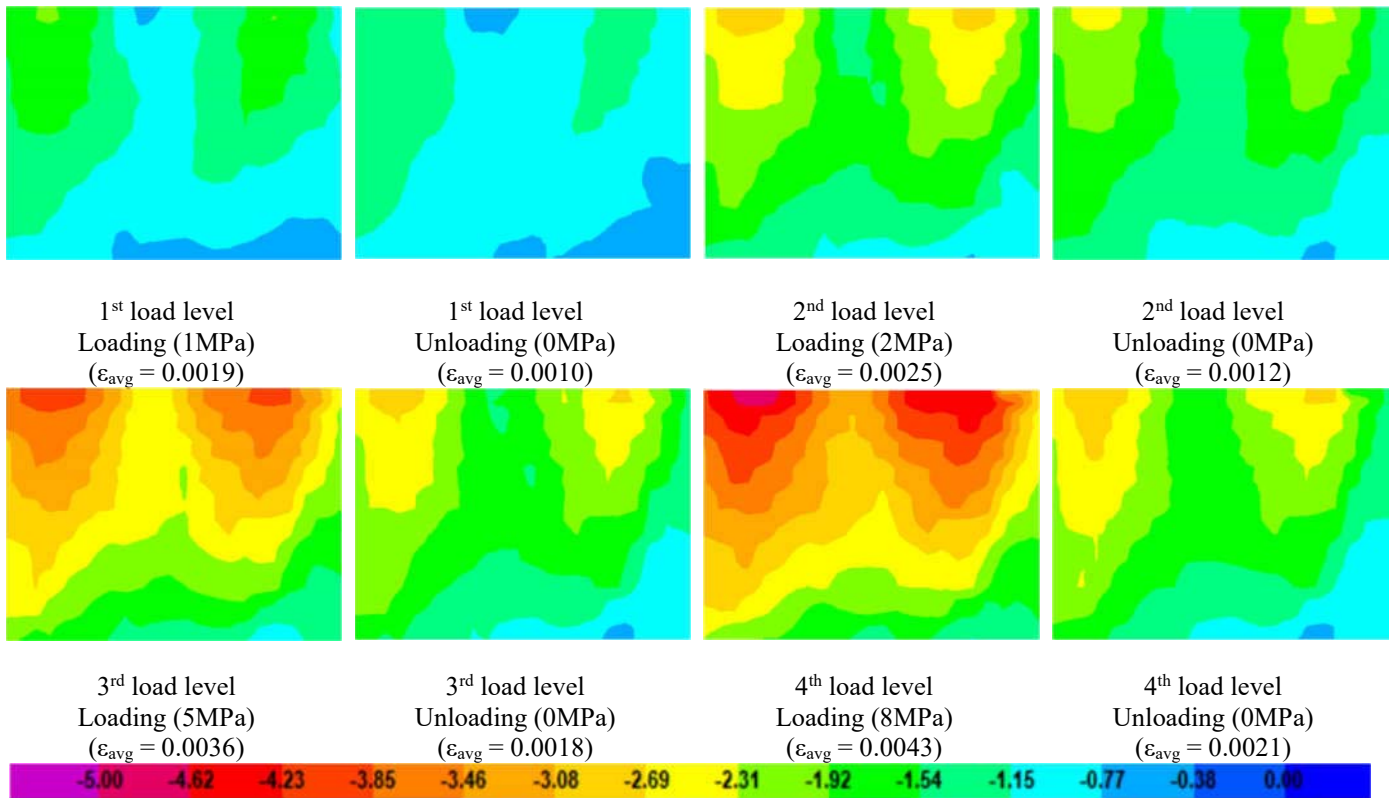 1st load level
Loading (1MPa)
(εavg = 0.0019)
1st load level
Unloading (0MPa)
(εavg = 0.0010)
2nd load level
Loading (2MPa)
(εavg = 0.0025)
2nd load level
Unloading (0MPa)
(εavg = 0.0012)
3rd load level
Loading (5MPa)
(εavg = 0.0036)
3rd load level
Unloading (0MPa)
(εavg = 0.0018)
4th load level
Loading (8MPa)
(εavg = 0.0043)
4th load level
Unloading (0MPa)
(εavg = 0.0021)
-5.00 -4.62 -4.23 -3.85 -3.46 -3.08 -2.69 -2.31 -1.92 -1.54 -1.15 -0.77 -0.38 0.00